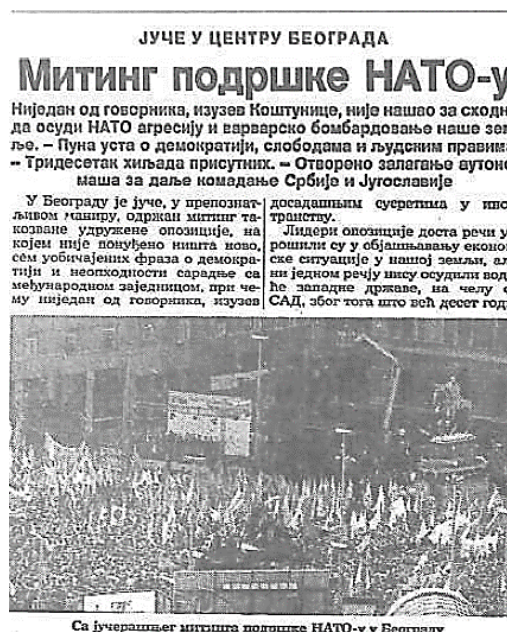 ЈУЧЕ У ЦЕНТРУ БЕОГРАДА
Митинг подршке НАТО-у
Ниједан од говорника, изузев Коштунице, није нашао за сходн
да осуди НАТО агресију и варварско бомбардовање наше зем
ље. – Пуна уста о демократији, слободама и људским правим
– Тридесетак хиљада присутних. – Отворено залагање аутоно
маша за даље комадање Србије и Југославије
У Београду је јуче, у препознат-
љивом маниру, одржан митинг та-
козване удружене опозиције, на
којем није понуђено ништа ново,
сем уобичајених фраза о демокра-
тији и неопходности сарадње са
међународном заједницом, при че-
му ниједан од говорника, изузев
досадашњим сусретима у ино
транству.
Лидери опозиције доста речи у
рошили су у објашњавању еконо
ске ситуације у нашој земљи, ал
ни једном речју нису осудили вод
ће западне државе, на челу с
САД, због тога што већ десет год
Са јучерашњег митинга подршке НАТО-у у Београду